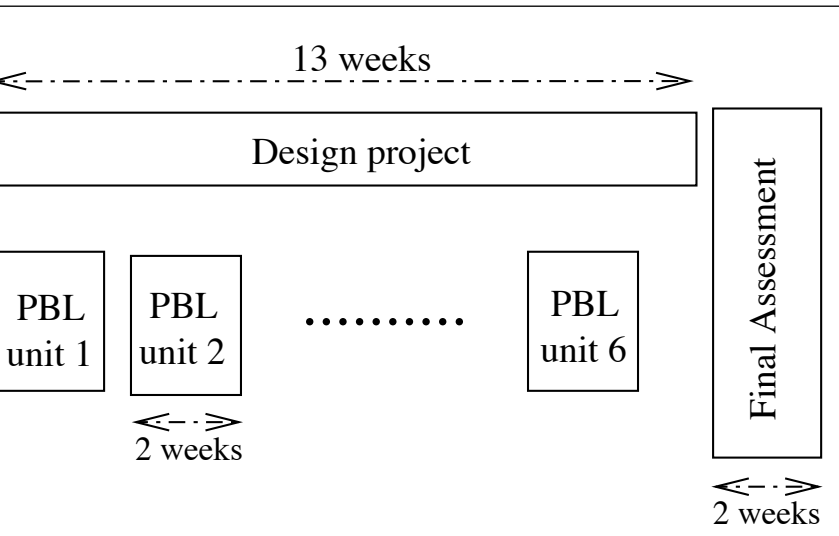 13 weeks
Design project
Final Assessment
PBL
unit 1
PBL
unit 2
..........
PBL
unit 6
2 weeks
2 weeks